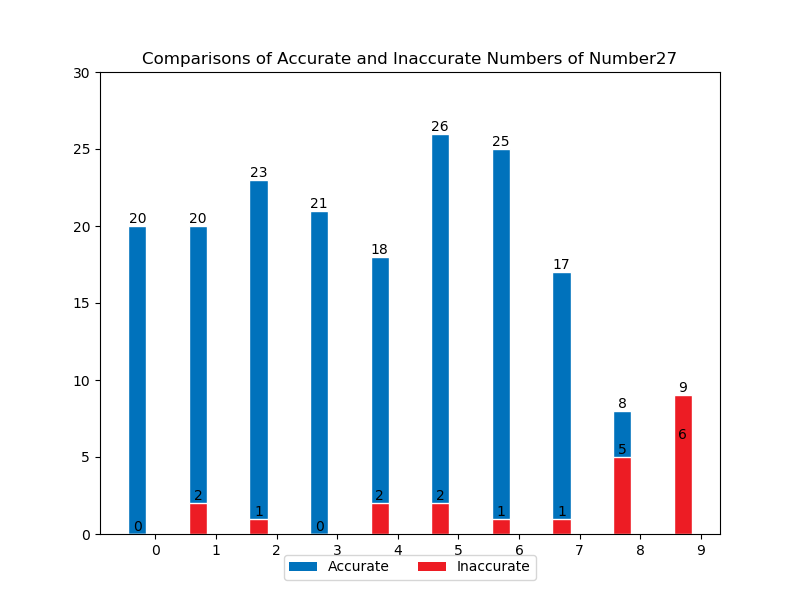 Comparisons of Accurate and Inaccurate Numbers of Number27
30
25
20
15
10
5
0
20 20 23 21 18 26 25 17 8 9
0 2 1 0 2 2 1 1 5 6
0 1 2 3 4 5 6 7 8 9
Accurate Inaccurate